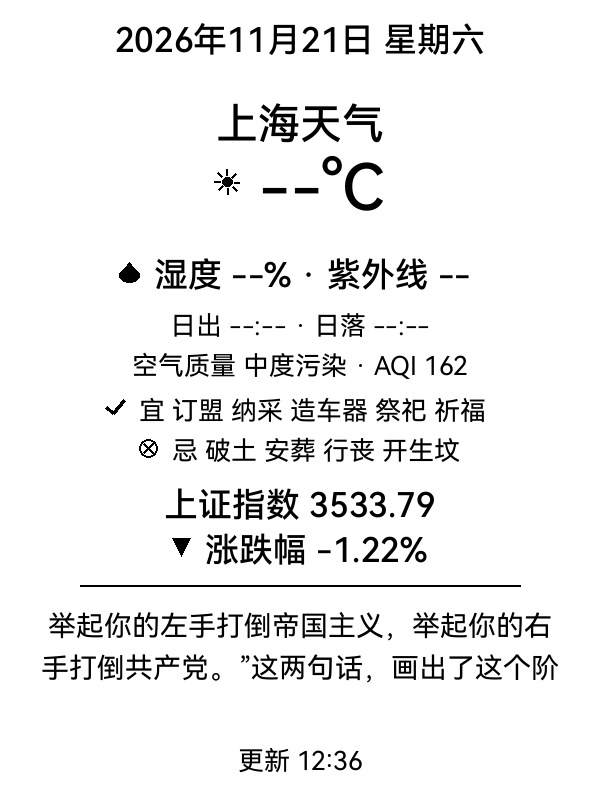 2026年11月21日 星期六
上海天气
--°C
湿度 --% · 紫外线 --
日出 --:-- · 日落 --:--
空气质量 中度污染 · AQI 162
宜 订盟 纳采 造车器 祭祀 祈福
忌 破土 安葬 行丧 开生坟
上证指数 3533.79
▼ 涨跌幅 -1.22%
举起你的左手打倒帝国主义，举起你的右
手打倒共产党。”这两句话，画出了这个阶
更新 12:36